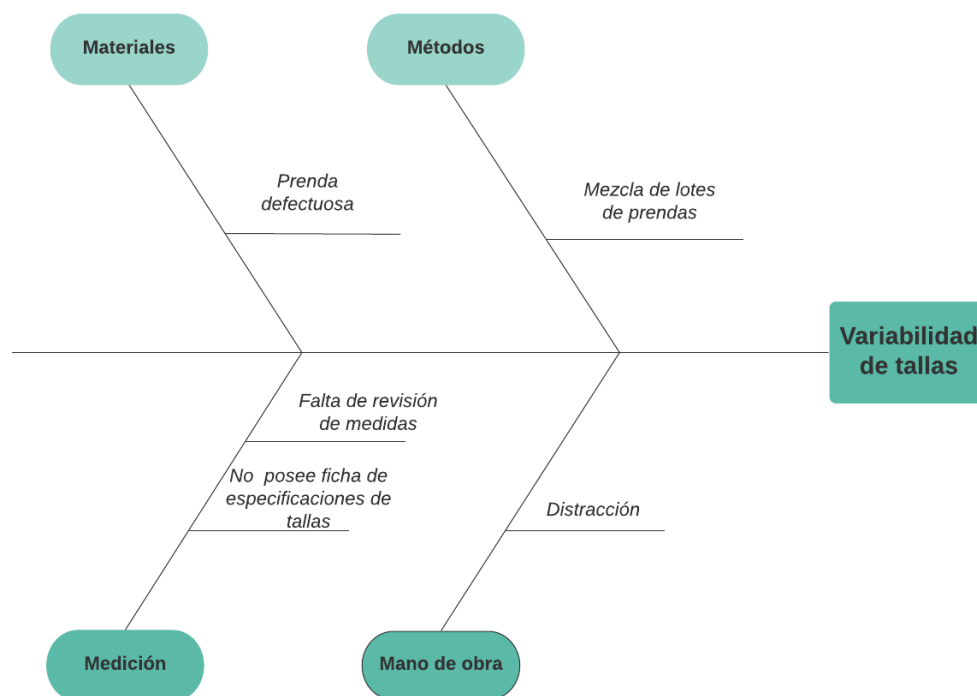 Materiales
Métodos
Prenda
defectuosa
Mezcla de lotes
de prendas
Variabilidad
de tallas
Falta de revisión
de medidas
No posee ficha de
especificaciones de
tallas
Distracción
Medición
Mano de obra